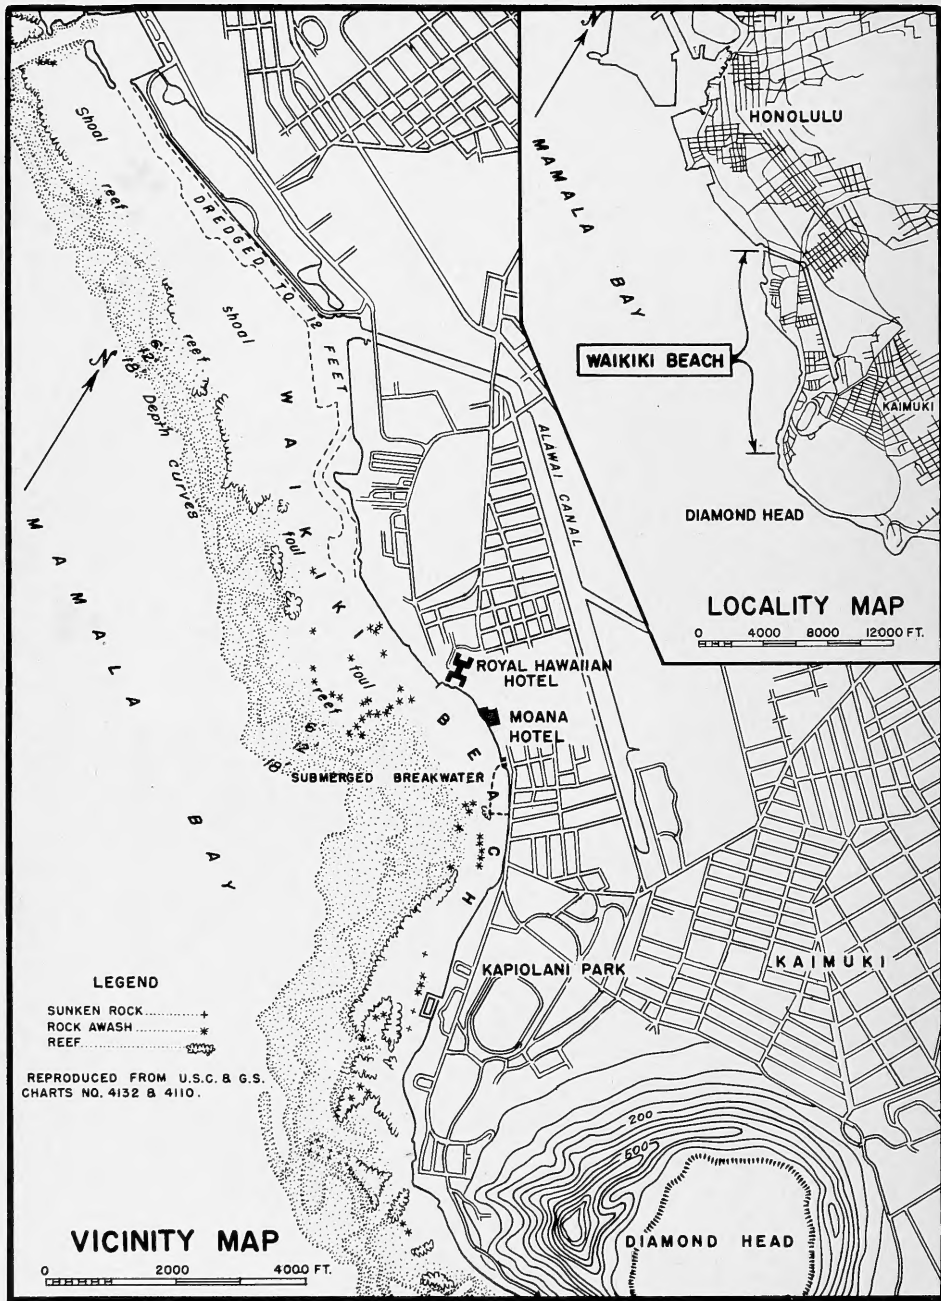 N
HONOLULU
MAMALA BAY
WAIKIKI BEACH
KAIMUKI
DIAMOND HEAD
LOCALITY MAP
0 4000 8000 12000 FT.
Shoal
reef
DREDGED TO 12 FEET
shoal
reef
6'
12'
18'
Depth curves
N
WAIKIKI BEACH
ALAWAI CANAL
foul
foul
reef
6'
12'
18'
MAMALA BAY
ROYAL HAWAIIAN
HOTEL
MOANA
HOTEL
SUBMERGED BREAKWATER
KAPIOLANI PARK
KAIMUKI
LEGEND
SUNKEN ROCK..........+
ROCK AWASH..........*
REEF
REPRODUCED FROM U.S.C. & G.S.
CHARTS NO. 4132 & 4110.
200
600
DIAMOND HEAD
VICINITY MAP
0 2000 4000 FT.